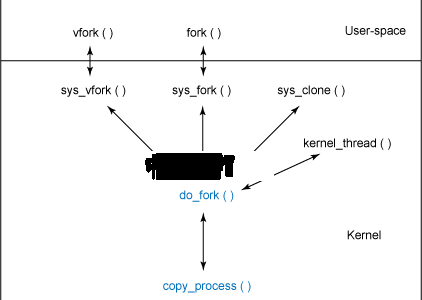 vfork ( ) fork ( ) User-space
sys_vfork ( ) sys_fork ( ) sys_clone ( )
kernel_thread ( )
do_fork ( )
Kernel
copy_process ( )